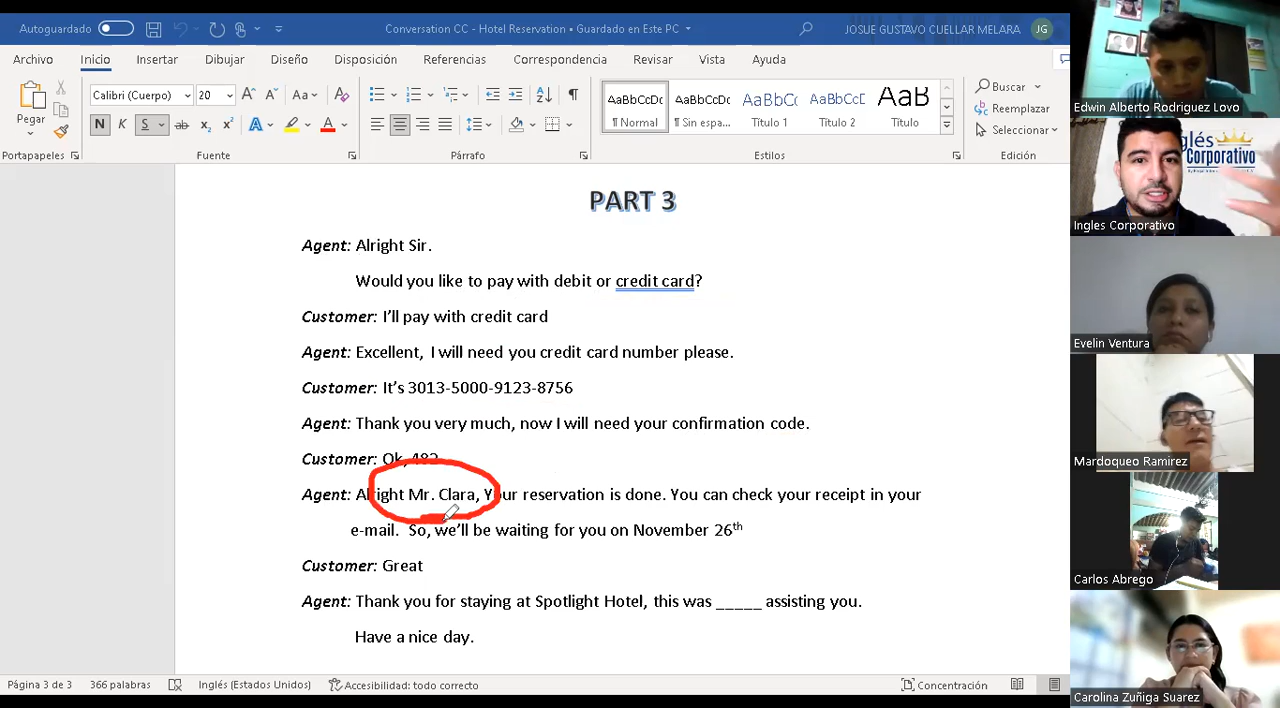 Autoguardado
Conversation CC - Hotel Reservation • Guardado en Este PC
JOSUE GUSTAVO CUELLAR MELARA
JG
Archivo Inicio Insertar Dibujar Diseño Disposición Referencias Correspondencia Revisar Vista Ayuda
Pegar
Calibri (Cuerpo) 20
Aa
N K S ab x₂ x² A A
AaBbCcDc AaBbCcDc AaBbCc AaBbCcE AaB
¶ Normal ¶ Sin espa... Título 1 Título 2 Título
Buscar
Reemplazar
Seleccionar
Portapapeles Fuente Párrafo Estilos Edición
PART 3
Agent: Alright Sir.
Would you like to pay with debit or credit card?
Customer: I'll pay with credit card
Agent: Excellent, I will need you credit card number please.
Customer: It's 3013-5000-9123-8756
Agent: Thank you very much, now I will need your confirmation code.
Customer: Ok, 482
Agent: Alright Mr. Clara, Your reservation is done. You can check your receipt in your
e-mail. So, we'll be waiting for you on November 26th
Customer: Great
Agent: Thank you for staying at Spotlight Hotel, this was _____ assisting you.
Have a nice day.
Página 3 de 3 366 palabras Inglés (Estados Unidos) Accesibilidad: todo correcto Concentración
Edwin Alberto Rodriguez Lovo
glés
Corporativo
Ingles Corporativo
Evelin Ventura
Mardoqueo Ramirez
Carlos Abrego
Carolina Zuñiga Suarez